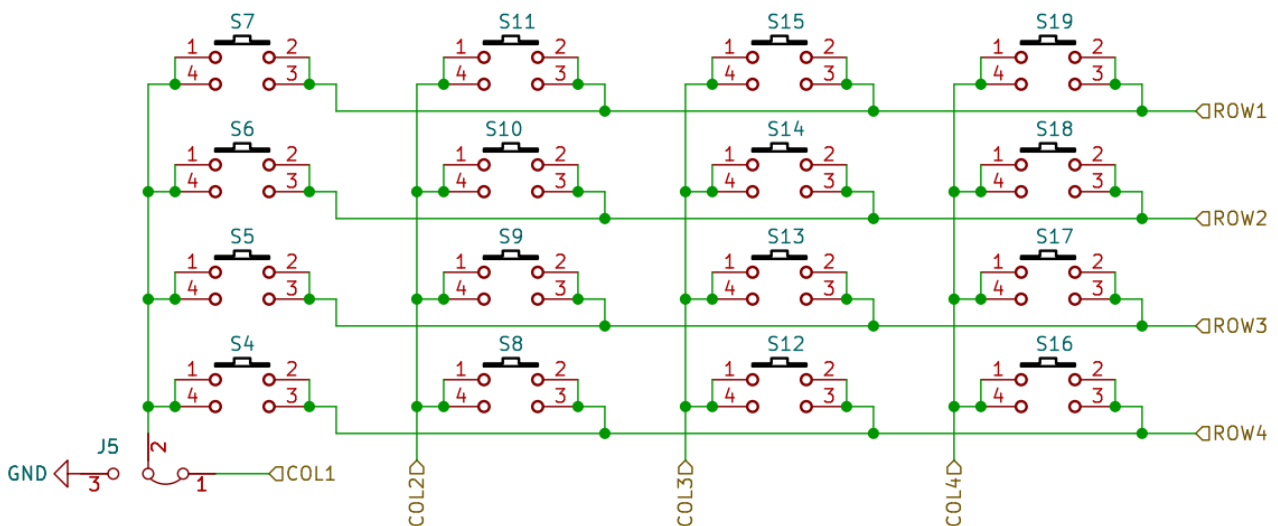 S7 S11 S15 S19
1 2 1 2 1 2 1 2
4 3 4 3 4 3 4 3
ROW1
S6 S10 S14 S18
1 2 1 2 1 2 1 2
4 3 4 3 4 3 4 3
ROW2
S5 S9 S13 S17
1 2 1 2 1 2 1 2
4 3 4 3 4 3 4 3
ROW3
S4 S8 S12 S16
1 2 1 2 1 2 1 2
4 3 4 3 4 3 4 3
ROW4
J5 2
GND 3 1 COL1
COL2 COL3 COL4